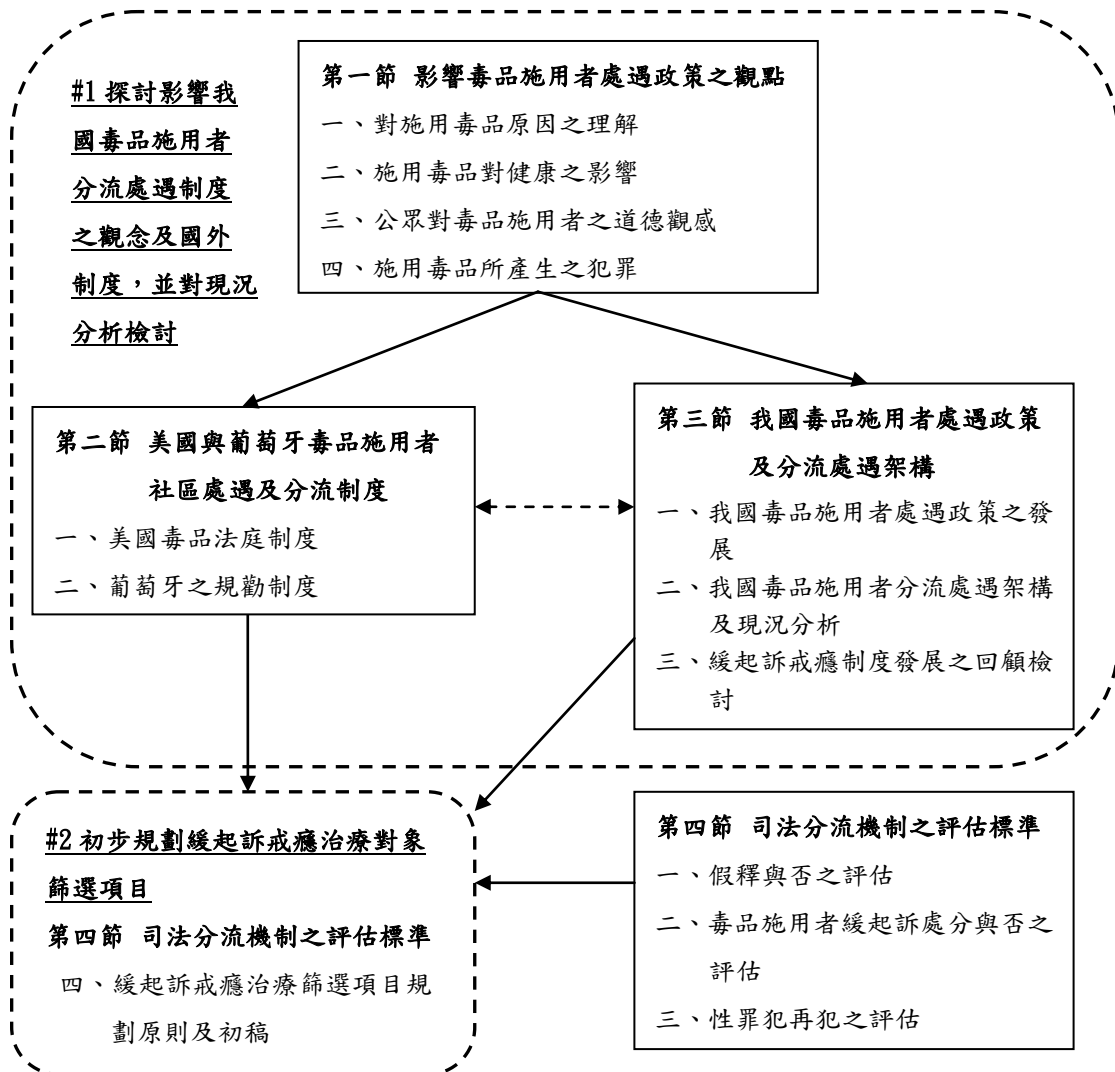 #1 探討影響我
國毒品施用者
分流處遇制度
之觀念及國外
制度，並對現況
分析檢討
第一節 影響毒品施用者處遇政策之觀點
一、對施用毒品原因之理解
二、施用毒品對健康之影響
三、公眾對毒品施用者之道德觀感
四、施用毒品所產生之犯罪
第二節 美國與葡萄牙毒品施用者
社區處遇及分流制度
一、美國毒品法庭制度
二、葡萄牙之規勸制度
第三節 我國毒品施用者處遇政策
及分流處遇架構
一、我國毒品施用者處遇政策之發
展
二、我國毒品施用者分流處遇架構
及現況分析
三、緩起訴戒癮制度發展之回顧檢
討
#2 初步規劃緩起訴戒癮治療對象
篩選項目
第四節 司法分流機制之評估標準
四、緩起訴戒癮治療篩選項目規
劃原則及初稿
第四節 司法分流機制之評估標準
一、假釋與否之評估
二、毒品施用者緩起訴處分與否之
評估
三、性罪犯再犯之評估